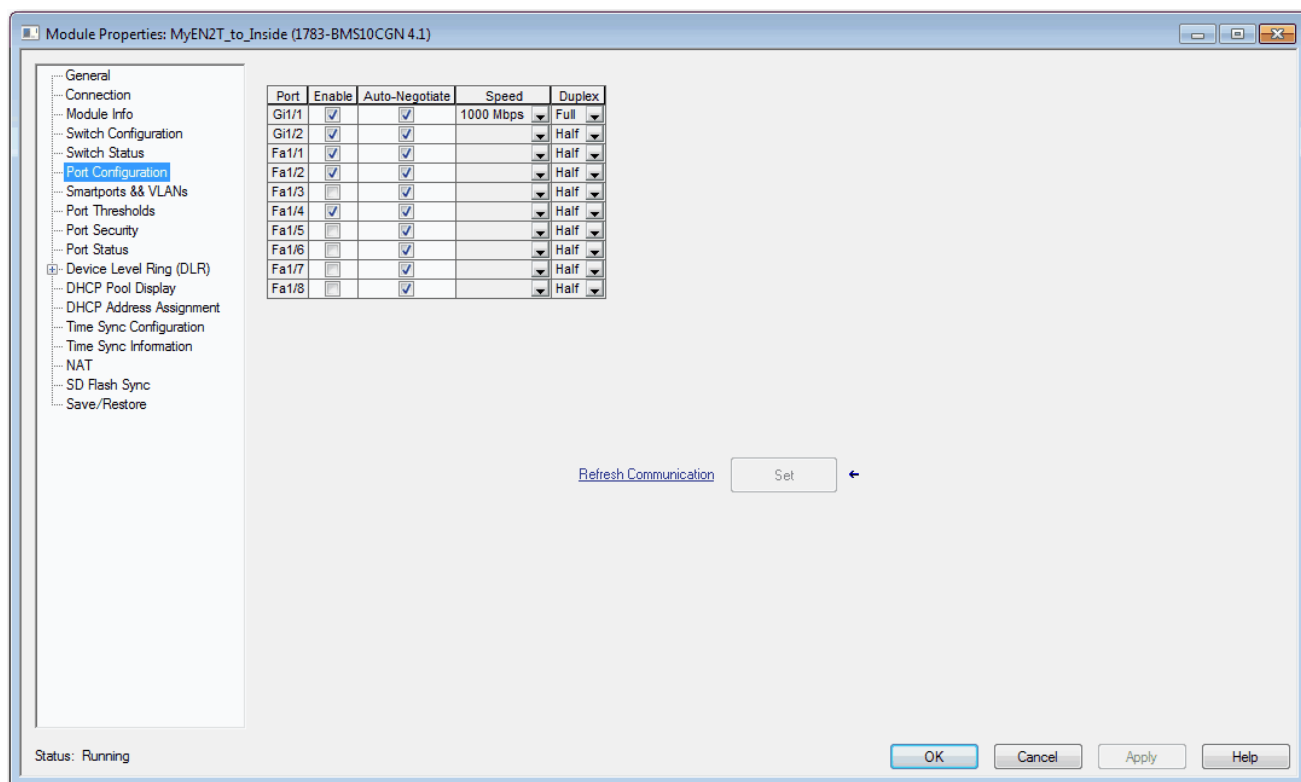 Module Properties: MyEN2T_to_Inside (1783-BMS10CGN 4.1)
General
Connection
Module Info
Switch Configuration
Switch Status
Port Configuration
Smartports && VLANs
Port Thresholds
Port Security
Port Status
Device Level Ring (DLR)
DHCP Pool Display
DHCP Address Assignment
Time Sync Configuration
Time Sync Information
NAT
SD Flash Sync
Save/Restore
Port Enable Auto-Negotiate Speed Duplex
Gi1/1 1000 Mbps Full
Gi1/2 Half
Fa1/1 Half
Fa1/2 Half
Fa1/3 Half
Fa1/4 Half
Fa1/5 Half
Fa1/6 Half
Fa1/7 Half
Fa1/8 Half
Refresh Communication Set
Status: Running
OK Cancel Apply Help